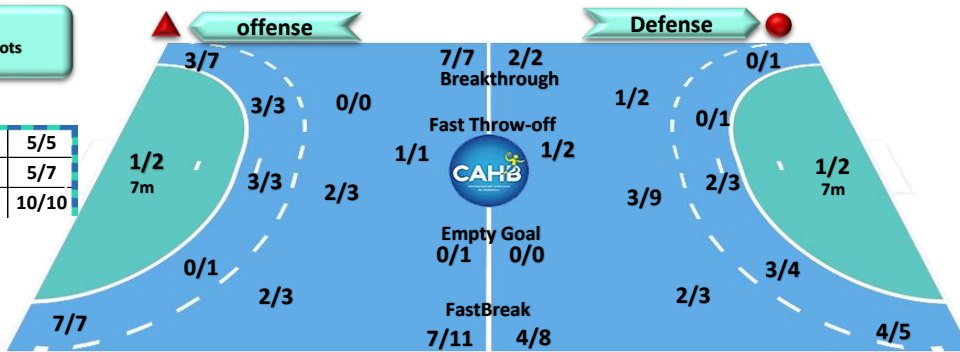 ots
offense
Defense
5/5
5/7
10/10
3/7
7/7 2/2
0/1
Breakthrough
3/3
0/0
1/2
0/1
Fast Throw-off
1/1
1/2
CAHB
1/2
7m
3/3
2/3
3/9
2/3
1/2
7m
Empty Goal
0/1 0/0
0/1
3/4
2/3
2/3
FastBreak
7/7
7/11 4/8
4/5